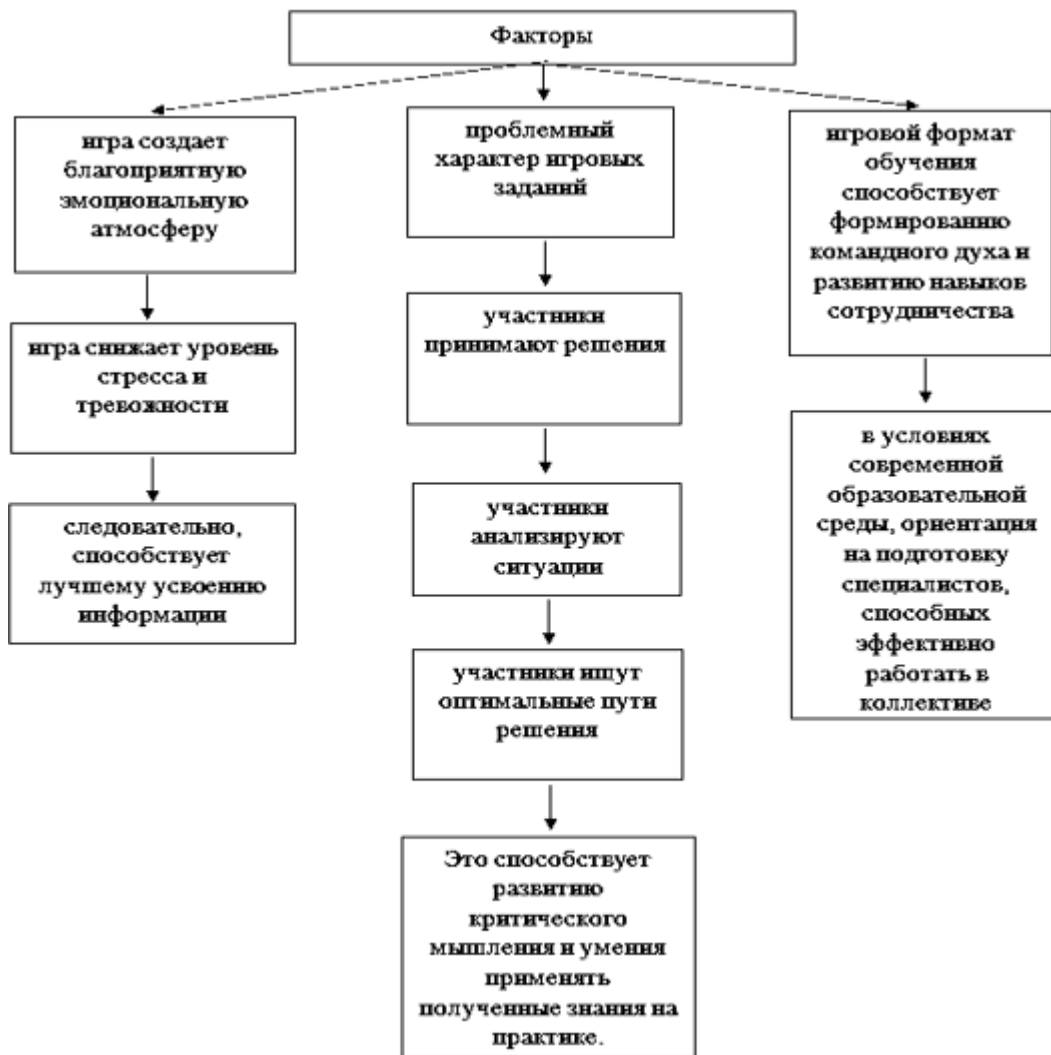 Факторы
игра создает
благоприятную
эмоциональную
атмосферу
игра снижает уровень
стресса и
тревожности
следовательно,
способствует
лучшему усвоению
информации
проблемный
характер игровых
заданий
участники
принимают решения
участники
анализируют
ситуации
участники ищут
оптимальные пути
решения
Это способствует
развитию
критического
мышления и умения
применять
полученные знания на
практике.
игровой формат
обучения
способствует
формированию
командного духа и
развитию навыков
сотрудничества
в условиях
современной
образовательной
среды, ориентация
на подготовку
специалистов,
способных
эффективно
работать в
коллективе